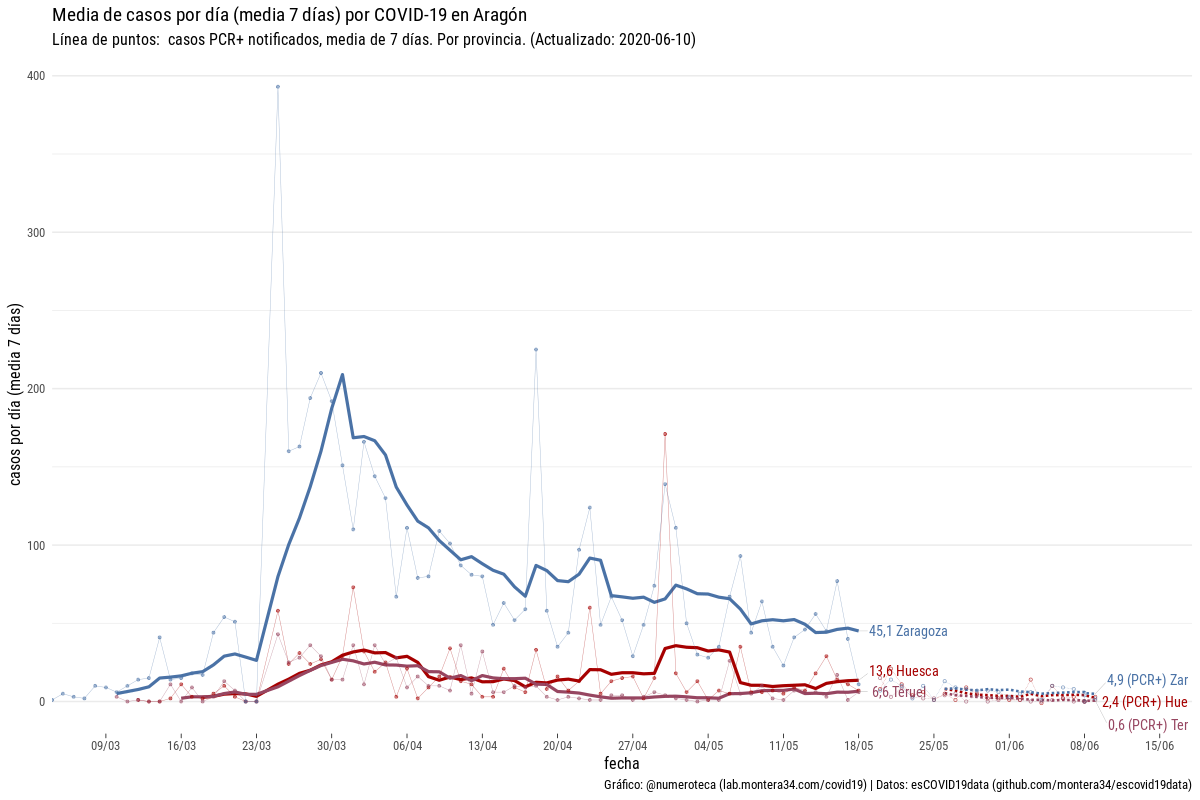 Media de casos por día (media 7 días) por COVID-19 en Aragón
Línea de puntos:  casos PCR+ notificados, media de 7 días. Por provincia. (Actualizado: 2020-06-10)
casos por día (media 7 días)
400
300
200
100
0
45,1 Zaragoza
13,6 Huesca
6,6 Teruel
4,9 (PCR+) Zar
2,4 (PCR+) Hue
0,6 (PCR+) Ter
09/03 16/03 23/03 30/03 06/04 13/04 20/04 27/04 04/05 11/05 18/05 25/05 01/06 08/06 15/06
fecha
Gráfico: @numeroteca (lab.montera34.com/covid19) | Datos: esCOVID19data (github.com/montera34/escovid19data)